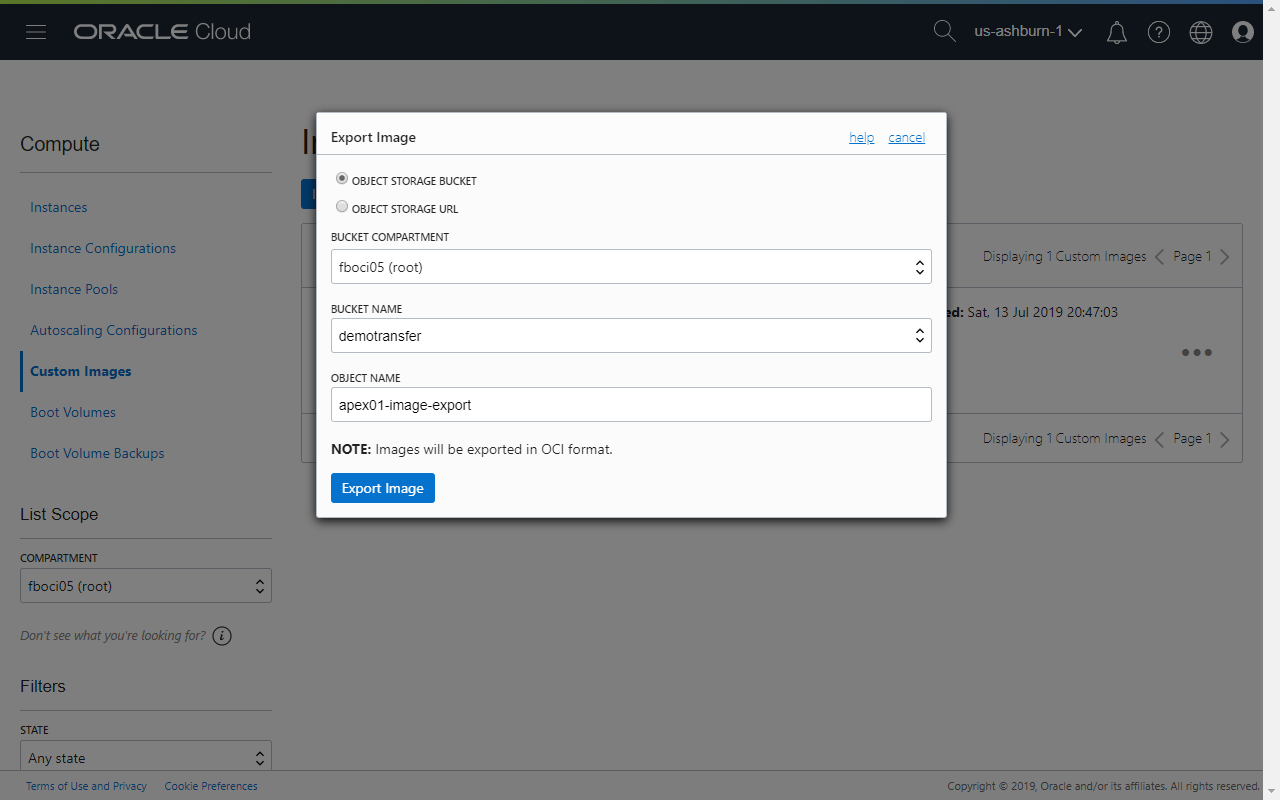 ORACLE Cloud
us-ashburn-1
Compute
Instances
Instance Configurations
Instance Pools
Autoscaling Configurations
Custom Images
Boot Volumes
Boot Volume Backups
List Scope
COMPARTMENT
fboci05 (root)
Don't see what you're looking for?
Filters
STATE
Any state
Export Image
help cancel
OBJECT STORAGE BUCKET
OBJECT STORAGE URL
BUCKET COMPARTMENT
fboci05 (root)
BUCKET NAME
demotransfer
OBJECT NAME
apex01-image-export
NOTE: Images will be exported in OCI format.
Export Image
Displaying 1 Custom Images Page 1
Sat, 13 Jul 2019 20:47:03
Displaying 1 Custom Images Page 1
Terms of Use and Privacy Cookie Preferences
Copyright © 2019, Oracle and/or its affiliates. All rights reserved.